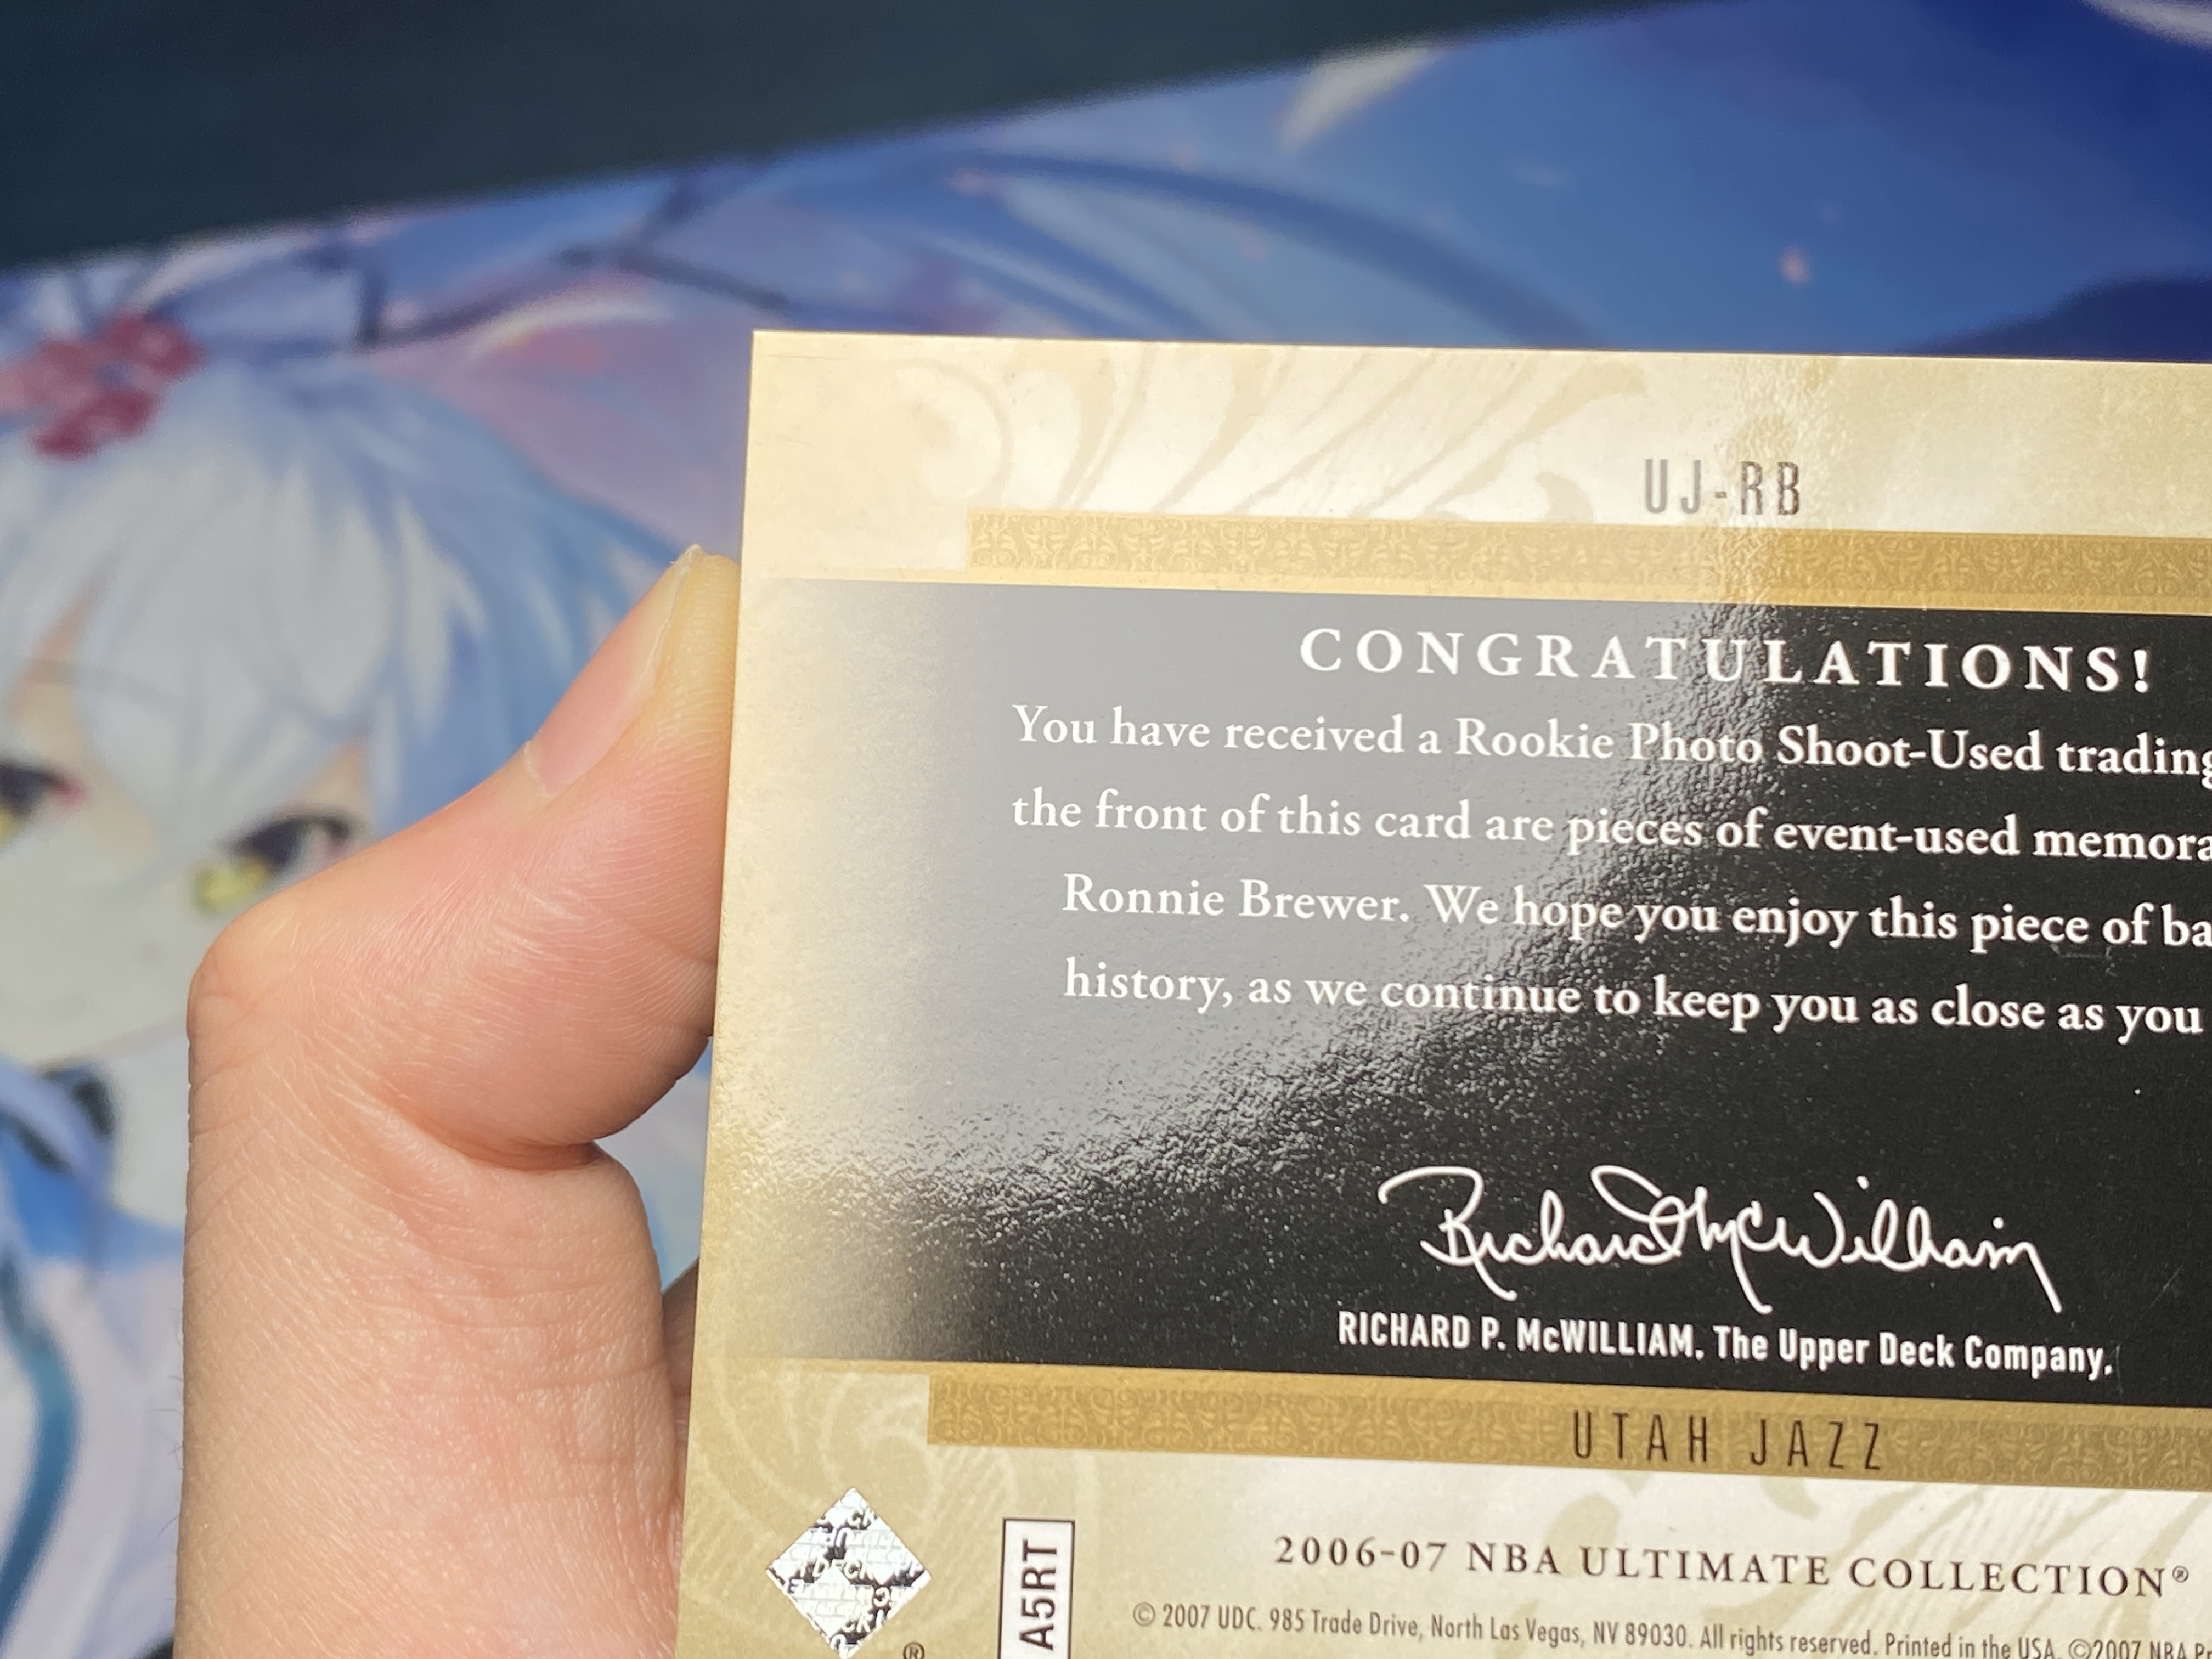 UJ-RB
CONGRATULATIONS!
You have received a Rookie Photo Shoot-Used trading
the front of this card are pieces of event-used memora
Ronnie Brewer. We hope you enjoy this piece of ba
history, as we continue to keep you as close as you
Richard McWilliam
RICHARD P. McWILLIAM. The Upper Deck Company.
UTAH JAZZ
2006-07 NBA ULTIMATE COLLECTION®
A5RT
© 2007 UDC. 985 Trade Drive, North Las Vegas, NV 89030. All rights reserved. Printed in the USA. ©2007 NBA
®